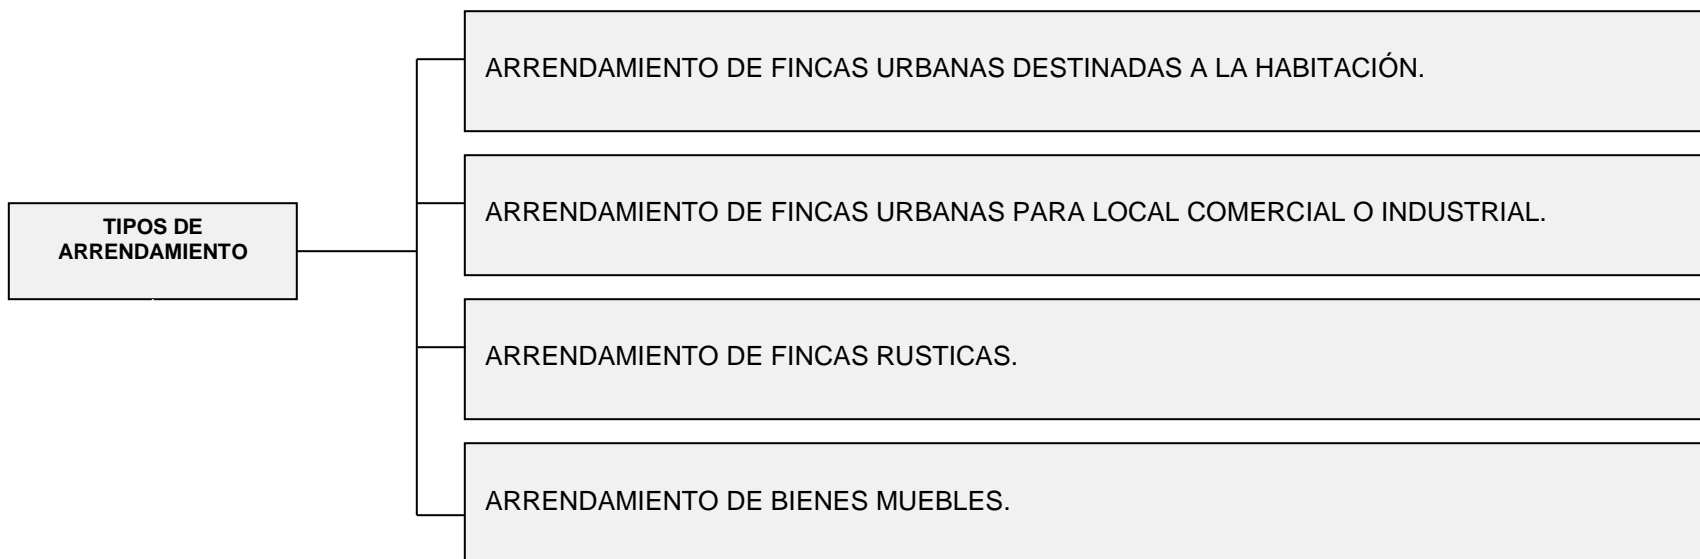 ARRENDAMIENTO DE FINCAS URBANAS DESTINADAS A LA HABITACIÓN.
ARRENDAMIENTO DE FINCAS URBANAS PARA LOCAL COMERCIAL O INDUSTRIAL.
TIPOS DE
ARRENDAMIENTO
ARRENDAMIENTO DE FINCAS RUSTICAS.
ARRENDAMIENTO DE BIENES MUEBLES.